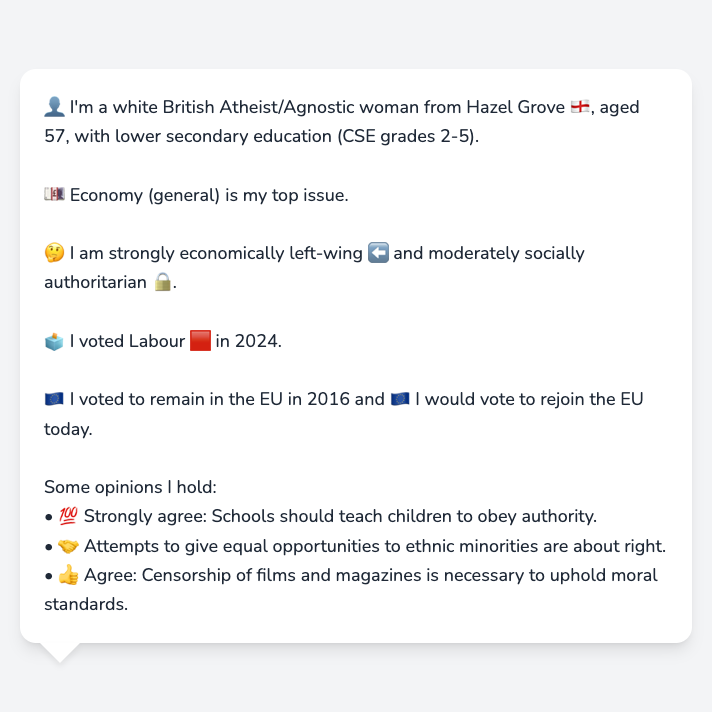 👤 I'm a white British Atheist/Agnostic woman from Hazel Grove 🏴󠁧󠁢󠁥󠁮󠁧󠁿, aged
57, with lower secondary education (CSE grades 2-5).
💷 Economy (general) is my top issue.
🤔 I am strongly economically left-wing ⬅️ and moderately socially
authoritarian 🔒.
🗳️ I voted Labour 🟥 in 2024.
🇪🇺 I voted to remain in the EU in 2016 and 🇪🇺 I would vote to rejoin the EU
today.
Some opinions I hold:
• 💯 Strongly agree: Schools should teach children to obey authority.
• 🤝 Attempts to give equal opportunities to ethnic minorities are about right.
• 👍 Agree: Censorship of films and magazines is necessary to uphold moral
standards.